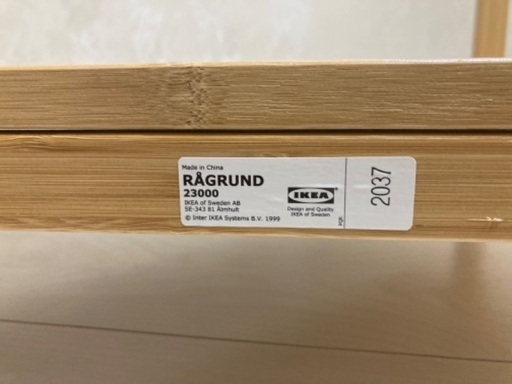 Made in China
RÅGRUND
23000
IKEA of Sweden AB
SE-343 81 Älmhult
© Inter IKEA Systems B.V. 1999
IKEA
Design and Quality
IKEA of Sweden
2037